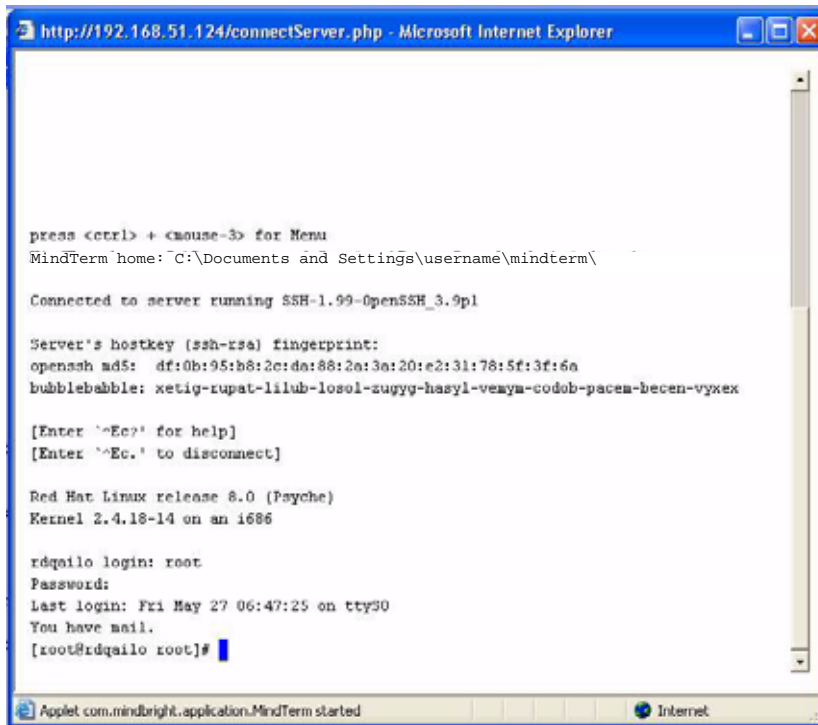 http://192.168.51.124/connectServer.php - Microsoft Internet Explorer
press <ctrl> + <mouse-3> for Menu
MindTerm home: C:\Documents and Settings\username\mindterm\
Connected to server running SSH-1.99-OpenSSH_3.9p1
Server's hostkey (ssh-rsa) fingerprint:
openssh md5:  df:0b:95:b8:2c:da:88:2a:3a:20:e2:31:78:5f:3f:6a
bubblebabble: xetig-rupat-lilub-losol-zugyg-hasyl-vemym-codob-pacem-becen-vyxex
[Enter `^Ec?' for help]
[Enter `^Ec.' to disconnect]
Red Hat Linux release 8.0 (Psyche)
Kernel 2.4.18-14 on an i686
rdqailo login: root
Password:
Last login: Fri May 27 06:47:25 on ttyS0
You have mail.
[root@rdqailo root]#
Applet com.mindbright.application.MindTerm started
Internet